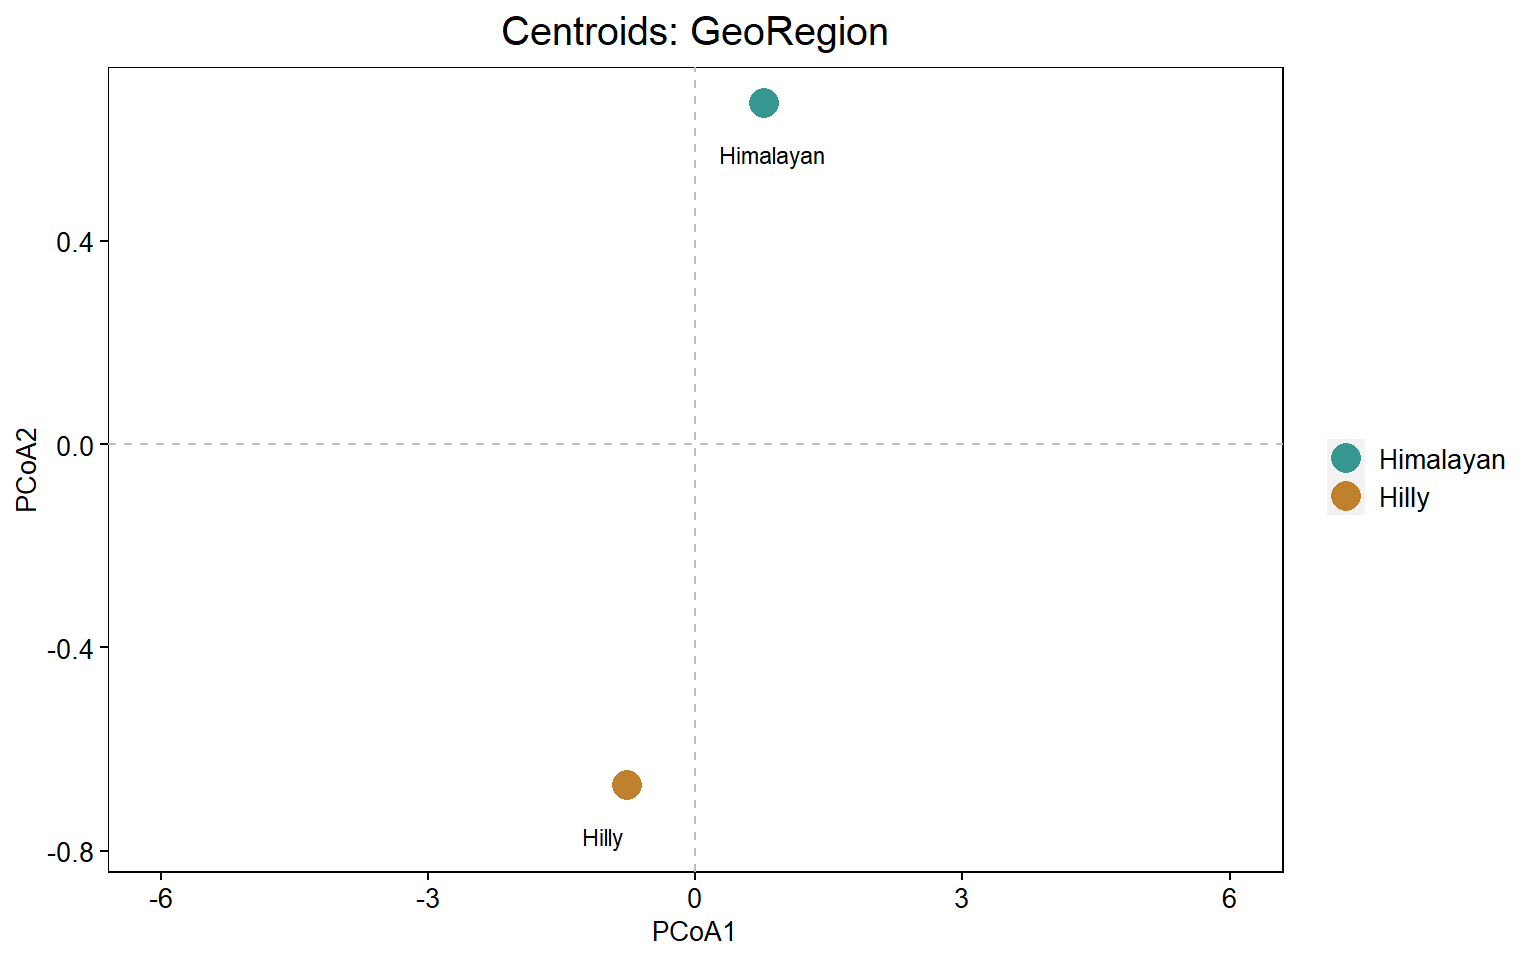 Centroids: GeoRegion
Himalayan
0.4
0.0
-0.4
-0.8
PCoA2
Hilly
-6
-3
0
3
6
PCoA1
Himalayan
Hilly